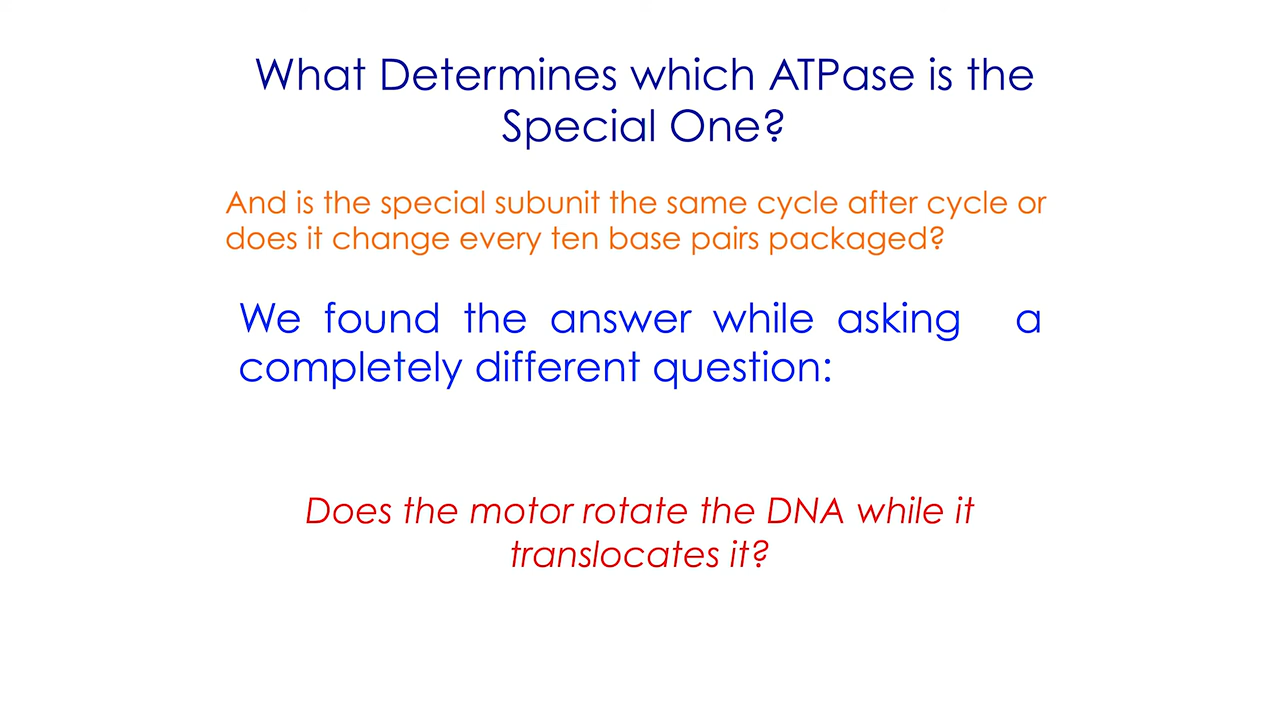 What Determines which ATPase is the
Special One?
And is the special subunit the same cycle after cycle or
does it change every ten base pairs packaged?
We found the answer while asking a
completely different question:
Does the motor rotate the DNA while it
translocates it?